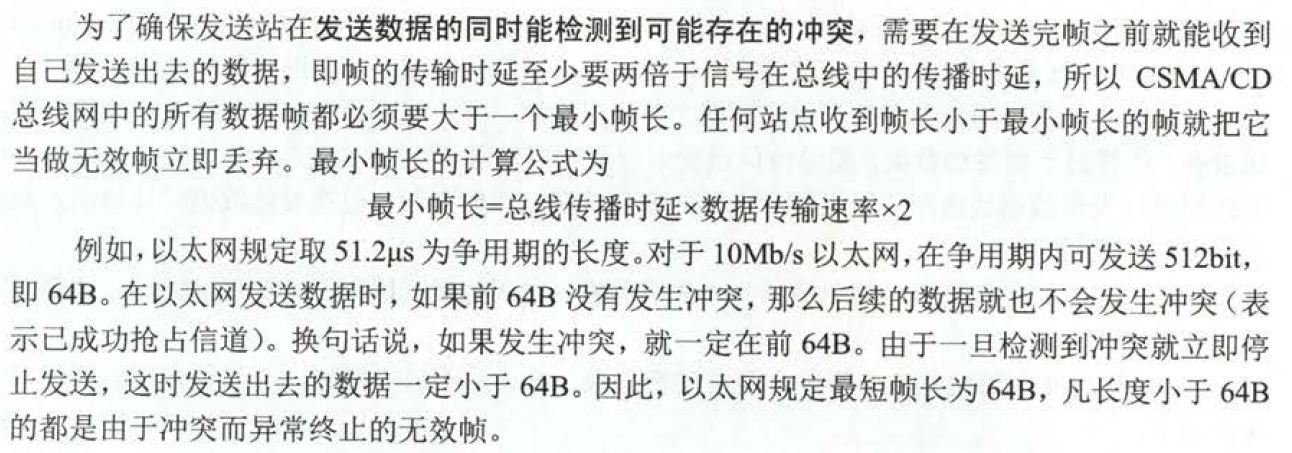 为了确保发送站在发送数据的同时能检测到可能存在的冲突，需要在发送完帧之前就能收到
自己发送出去的数据，即帧的传输时延至少要两倍于信号在总线中的传播时延，所以 CSMA/CD
总线网中的所有数据帧都必须要大于一个最小帧长。任何站点收到帧长小于最小帧长的帧就把它
当做无效帧立即丢弃。最小帧长的计算公式为
最小帧长=总线传播时延×数据传输速率×2
例如，以太网规定取 51.2μs 为争用期的长度。对于 10Mb/s 以太网，在争用期内可发送 512bit，
即 64B。在以太网发送数据时，如果前 64B 没有发生冲突，那么后续的数据就也不会发生冲突（表
示已成功抢占信道）。换句话说，如果发生冲突，就一定在前 64B。由于一旦检测到冲突就立即停
止发送，这时发送出去的数据一定小于 64B。因此，以太网规定最短帧长为 64B，凡长度小于 64B
的都是由于冲突而异常终止的无效帧。